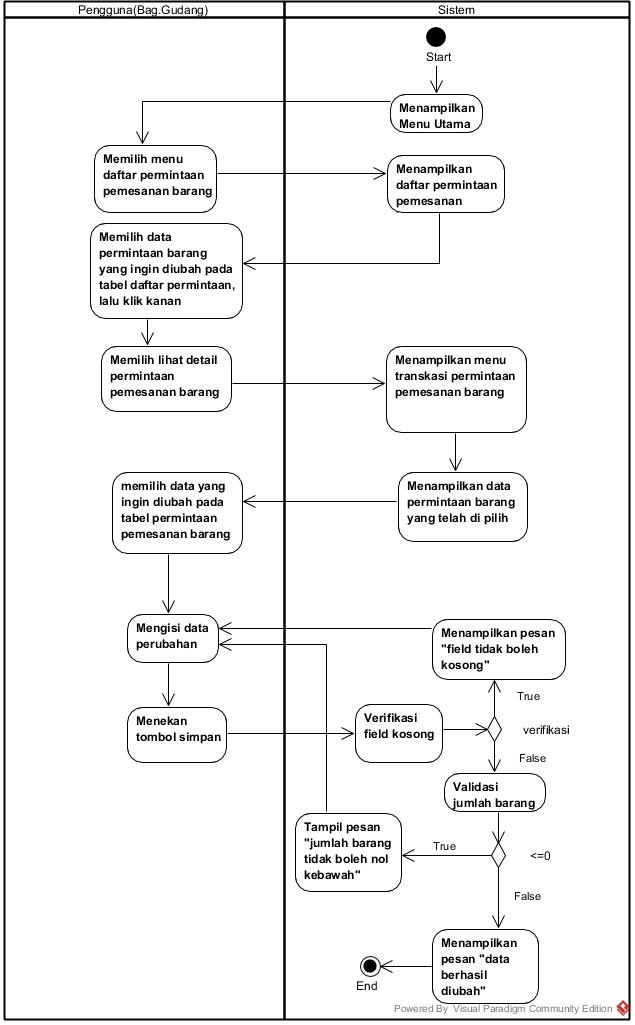 Pengguna(Bag.Gudang)
Sistem
Start
Menampilkan
Menu Utama
Memilih menu
daftar permintaan
pemesanan barang
Menampilkan
daftar permintaan
pemesanan
Memilih data
permintaan barang
yang ingin diubah pada
tabel daftar permintaan,
lalu klik kanan
Memilih lihat detail
permintaan
pemesanan barang
Menampilkan menu
transkasi permintaan
pemesanan barang
Menampilkan data
permintaan barang
yang telah di pilih
memilih data yang
ingin diubah pada
tabel permintaan
pemesanan barang
Mengisi data
perubahan
Menampilkan pesan
"field tidak boleh
kosong"
True
Menekan
tombol simpan
Verifikasi
field kosong
verifikasi
False
Validasi
jumlah barang
Tampil pesan
"jumlah barang
tidak boleh nol
kebawah"
True
<=0
False
Menampilkan
pesan "data
berhasil
diubah"
End
Powered By Visual Paradigm Community Edition